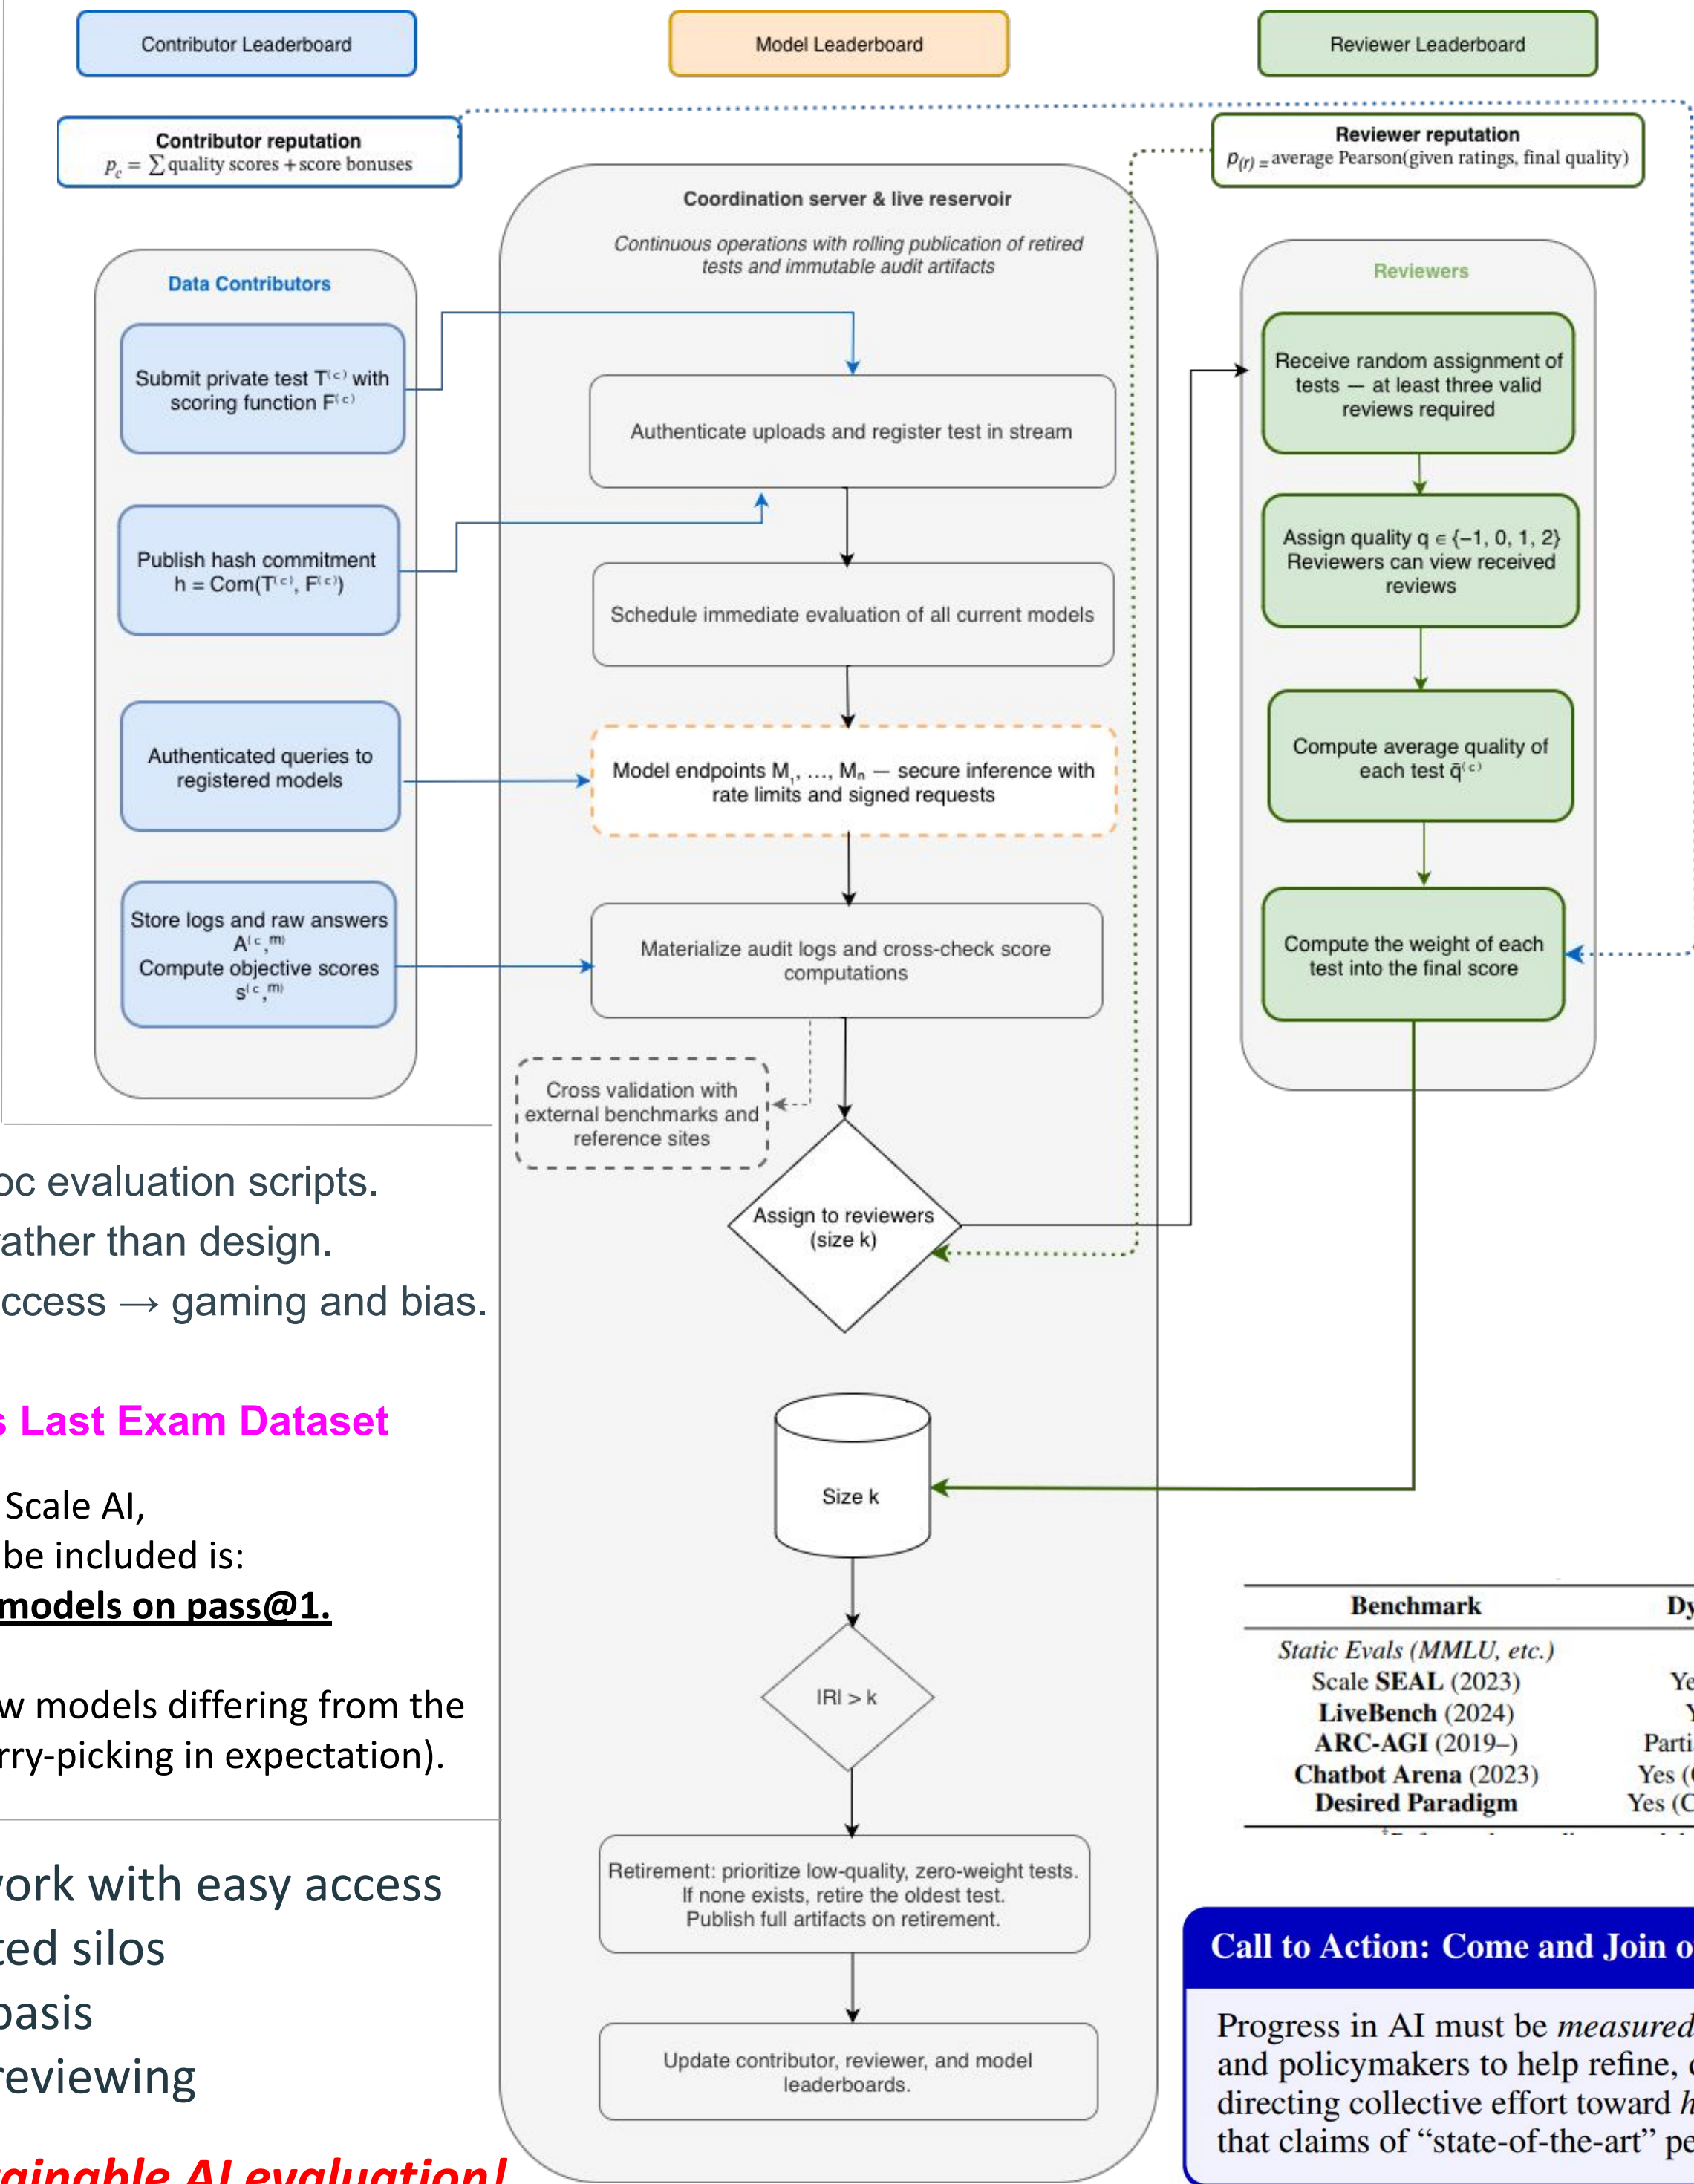 Contributor Leaderboard
Model Leaderboard
Reviewer Leaderboard
Contributor reputation
p_c = ∑ quality scores + score bonuses
Reviewer reputation
p_(r) = average Pearson(given ratings, final quality)
Data Contributors
Submit private test T⁽ᶜ⁾ with
scoring function F⁽ᶜ⁾
Publish hash commitment
h = Com(T⁽ᶜ⁾, F⁽ᶜ⁾)
Authenticated queries to
registered models
Store logs and raw answers
A⁽ᶜ,ᵐ⁾
Compute objective scores
s⁽ᶜ,ᵐ⁾
Coordination server & live reservoir
Continuous operations with rolling publication of retired
tests and immutable audit artifacts
Authenticate uploads and register test in stream
Schedule immediate evaluation of all current models
Model endpoints M₁, ..., Mₙ — secure inference with
rate limits and signed requests
Materialize audit logs and cross-check score
computations
Cross validation with
external benchmarks and
reference sites
Assign to reviewers
(size k)
Size k
|R| > k
Retirement: prioritize low-quality, zero-weight tests.
If none exists, retire the oldest test.
Publish full artifacts on retirement.
Update contributor, reviewer, and model
leaderboards.
Reviewers
Receive random assignment of
tests — at least three valid
reviews required
Assign quality q ∈ {−1, 0, 1, 2}
Reviewers can view received
reviews
Compute average quality of
each test q̄⁽ᶜ⁾
Compute the weight of each
test into the final score
oc evaluation scripts.
rather than design.
ccess → gaming and bias.
s Last Exam Dataset
Scale AI,
be included is:
models on pass@1.
w models differing from the
rry-picking in expectation).
work with easy access
ted silos
basis
reviewing
ainable AI evaluation!
Benchmark Dy
Static Evals (MMLU, etc.)
Scale SEAL (2023) Ye
LiveBench (2024) Y
ARC-AGI (2019–) Parti
Chatbot Arena (2023) Yes (
Desired Paradigm Yes (C
Call to Action: Come and Join o
Progress in AI must be measured
and policymakers to help refine,
directing collective effort toward h
that claims of “state-of-the-art” pe